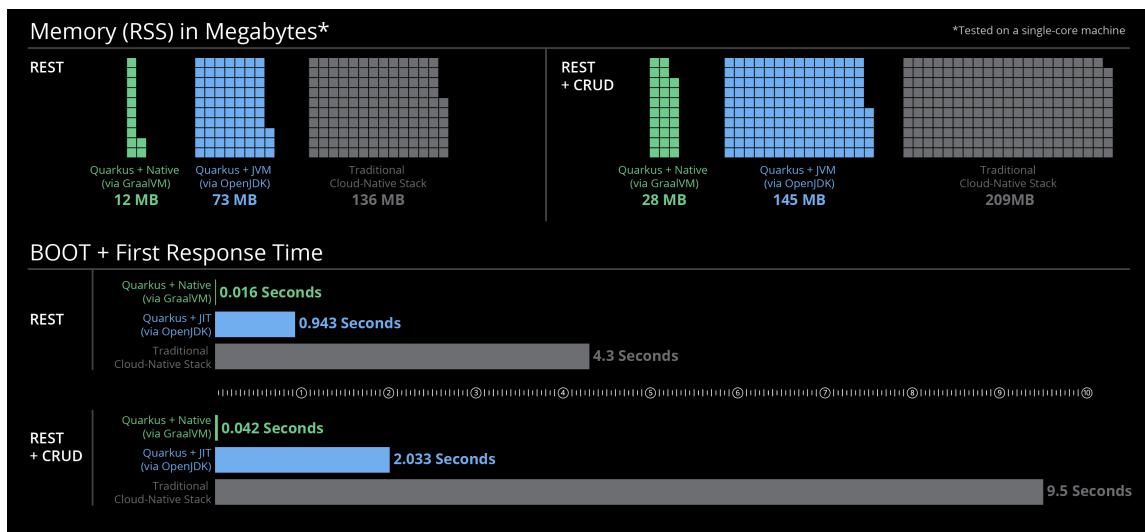 Memory (RSS) in Megabytes*
*Tested on a single-core machine
REST
Quarkus + Native
(via GraalVM)
12 MB
Quarkus + JVM
(via OpenJDK)
73 MB
Traditional
Cloud-Native Stack
136 MB
REST
+ CRUD
Quarkus + Native
(via GraalVM)
28 MB
Quarkus + JVM
(via OpenJDK)
145 MB
Traditional
Cloud-Native Stack
209MB
BOOT + First Response Time
REST
Quarkus + Native
(via GraalVM)
0.016 Seconds
Quarkus + JIT
(via OpenJDK)
0.943 Seconds
Traditional
Cloud-Native Stack
4.3 Seconds
1 2 3 4 5 6 7 8 9 10
REST
+ CRUD
Quarkus + Native
(via GraalVM)
0.042 Seconds
Quarkus + JIT
(via OpenJDK)
2.033 Seconds
Traditional
Cloud-Native Stack
9.5 Seconds